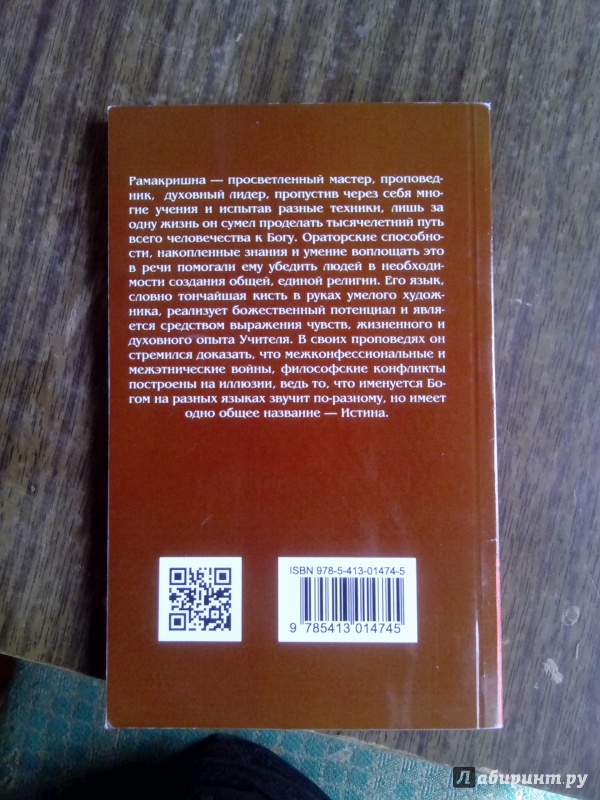 Рамакришна — просветленный мастер, проповед-
ник, духовный лидер, пропустив через себя мно-
гие учения и испытав разные техники, лишь за
одну жизнь он сумел проделать тысячелетний путь
всего человечества к Богу. Ораторские способно-
сти, накопленные знания и умение воплощать это
в речи помогали ему убедить людей в необходи-
мости создания общей, единой религии. Его язык,
словно тончайшая кисть в руках умелого худож-
ника, реализует божественный потенциал и явля-
ется средством выражения чувств, жизненного и
духовного опыта Учителя. В своих проповедях он
стремился доказать, что межконфессиональные и
межэтнические войны, философские конфликты
построены на иллюзии, ведь то, что именуется Бо-
гом на разных языках звучит по-разному, но имеет
одно общее название — Истина.
ISBN 978-5-413-01474-5
9 785413 014745
Лабиринт.ру